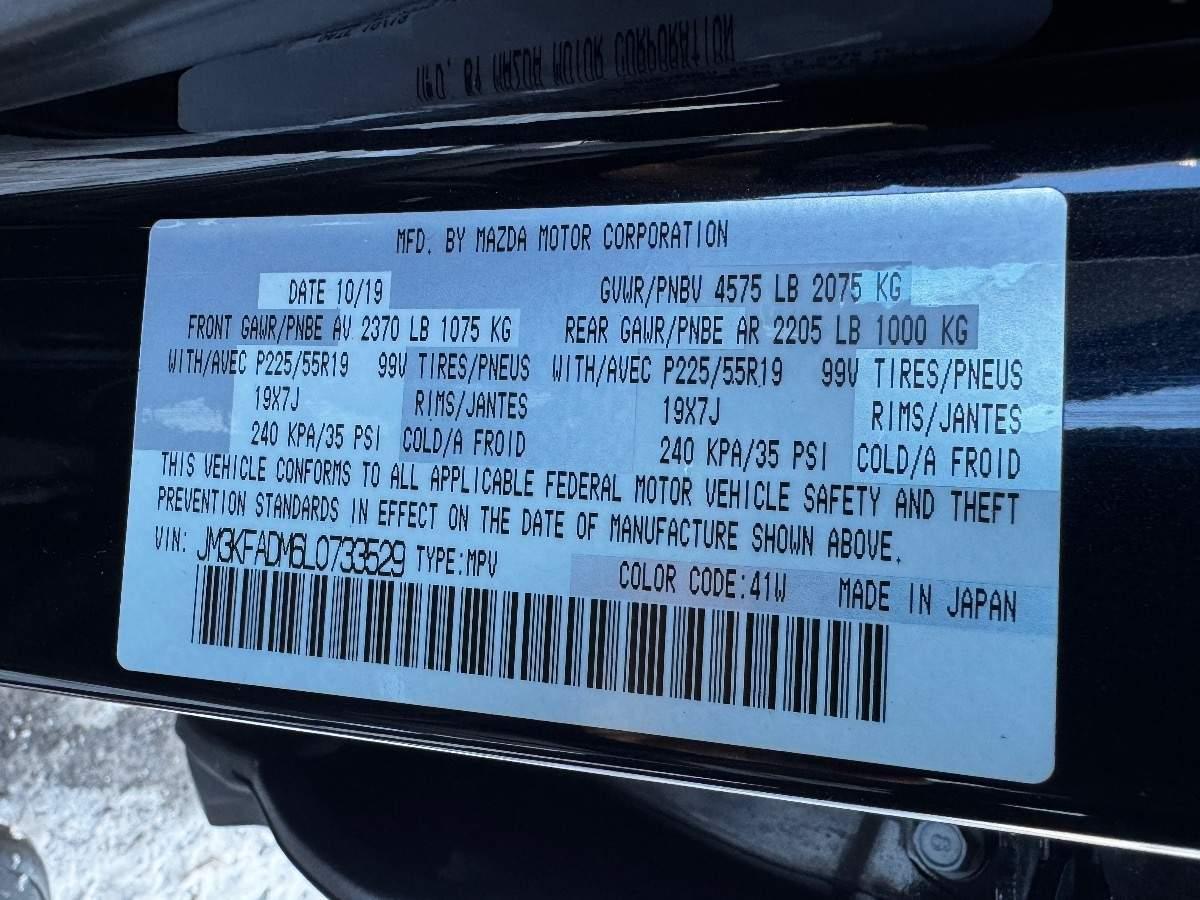 MFD. BY MAZDA MOTOR CORPORATION
DATE 10/19 GVWR/PNBV 4575 LB 2075 KG
FRONT GAWR/PNBE AV 2370 LB 1075 KG REAR GAWR/PNBE AR 2205 LB 1000 KG
WITH/AVEC P225/55R19 99V TIRES/PNEUS WITH/AVEC P225/55R19 99V TIRES/PNEUS
19X7J RIMS/JANTES 19X7J RIMS/JANTES
240 KPA/35 PSI COLD/A FROID 240 KPA/35 PSI COLD/A FROID
THIS VEHICLE CONFORMS TO ALL APPLICABLE FEDERAL MOTOR VEHICLE SAFETY AND THEFT
PREVENTION STANDARDS IN EFFECT ON THE DATE OF MANUFACTURE SHOWN ABOVE.
VIN: JM3KFADM6L0733529 TYPE:MPV COLOR CODE:41W MADE IN JAPAN